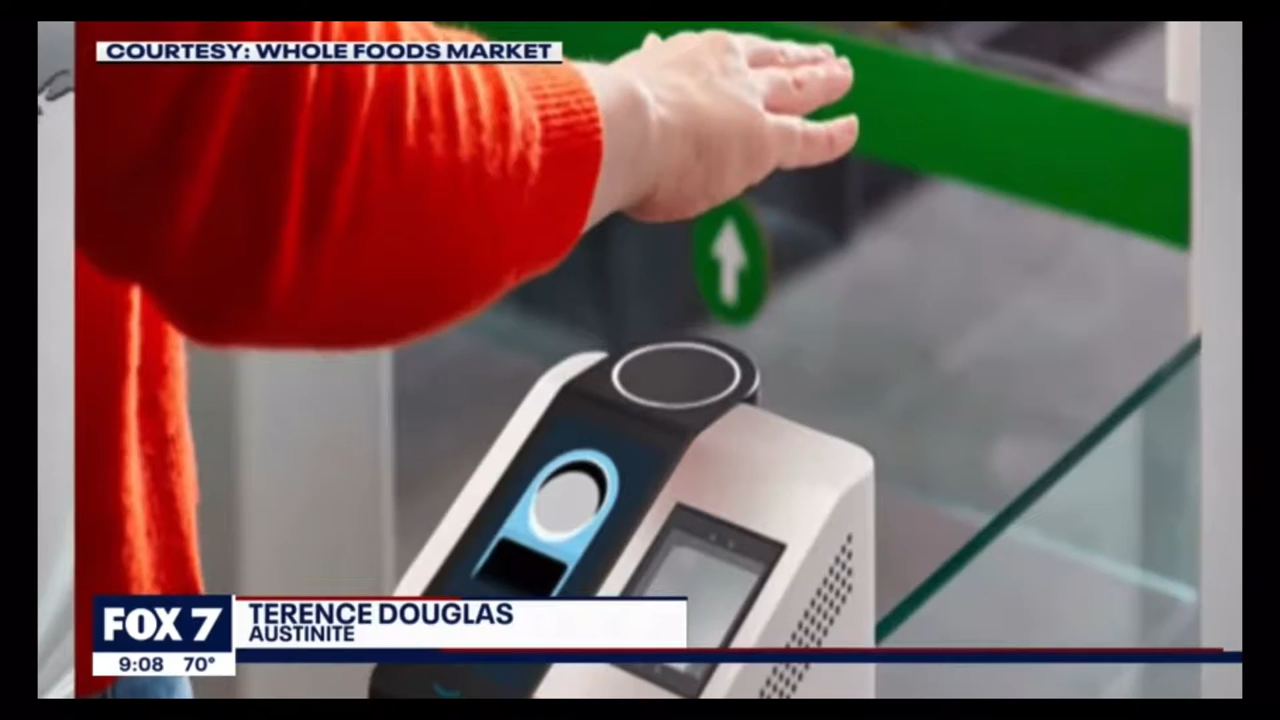 COURTESY: WHOLE FOODS MARKET
FOX 7
TERENCE DOUGLAS
AUSTINITE
9:08 70°